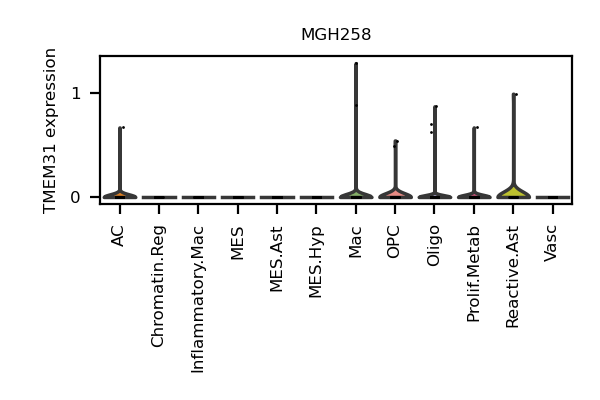 MGH258
TMEM31 expression
1
0
AC
Chromatin.Reg
Inflammatory.Mac
MES
MES.Ast
MES.Hyp
Mac
OPC
Oligo
Prolif.Metab
Reactive.Ast
Vasc